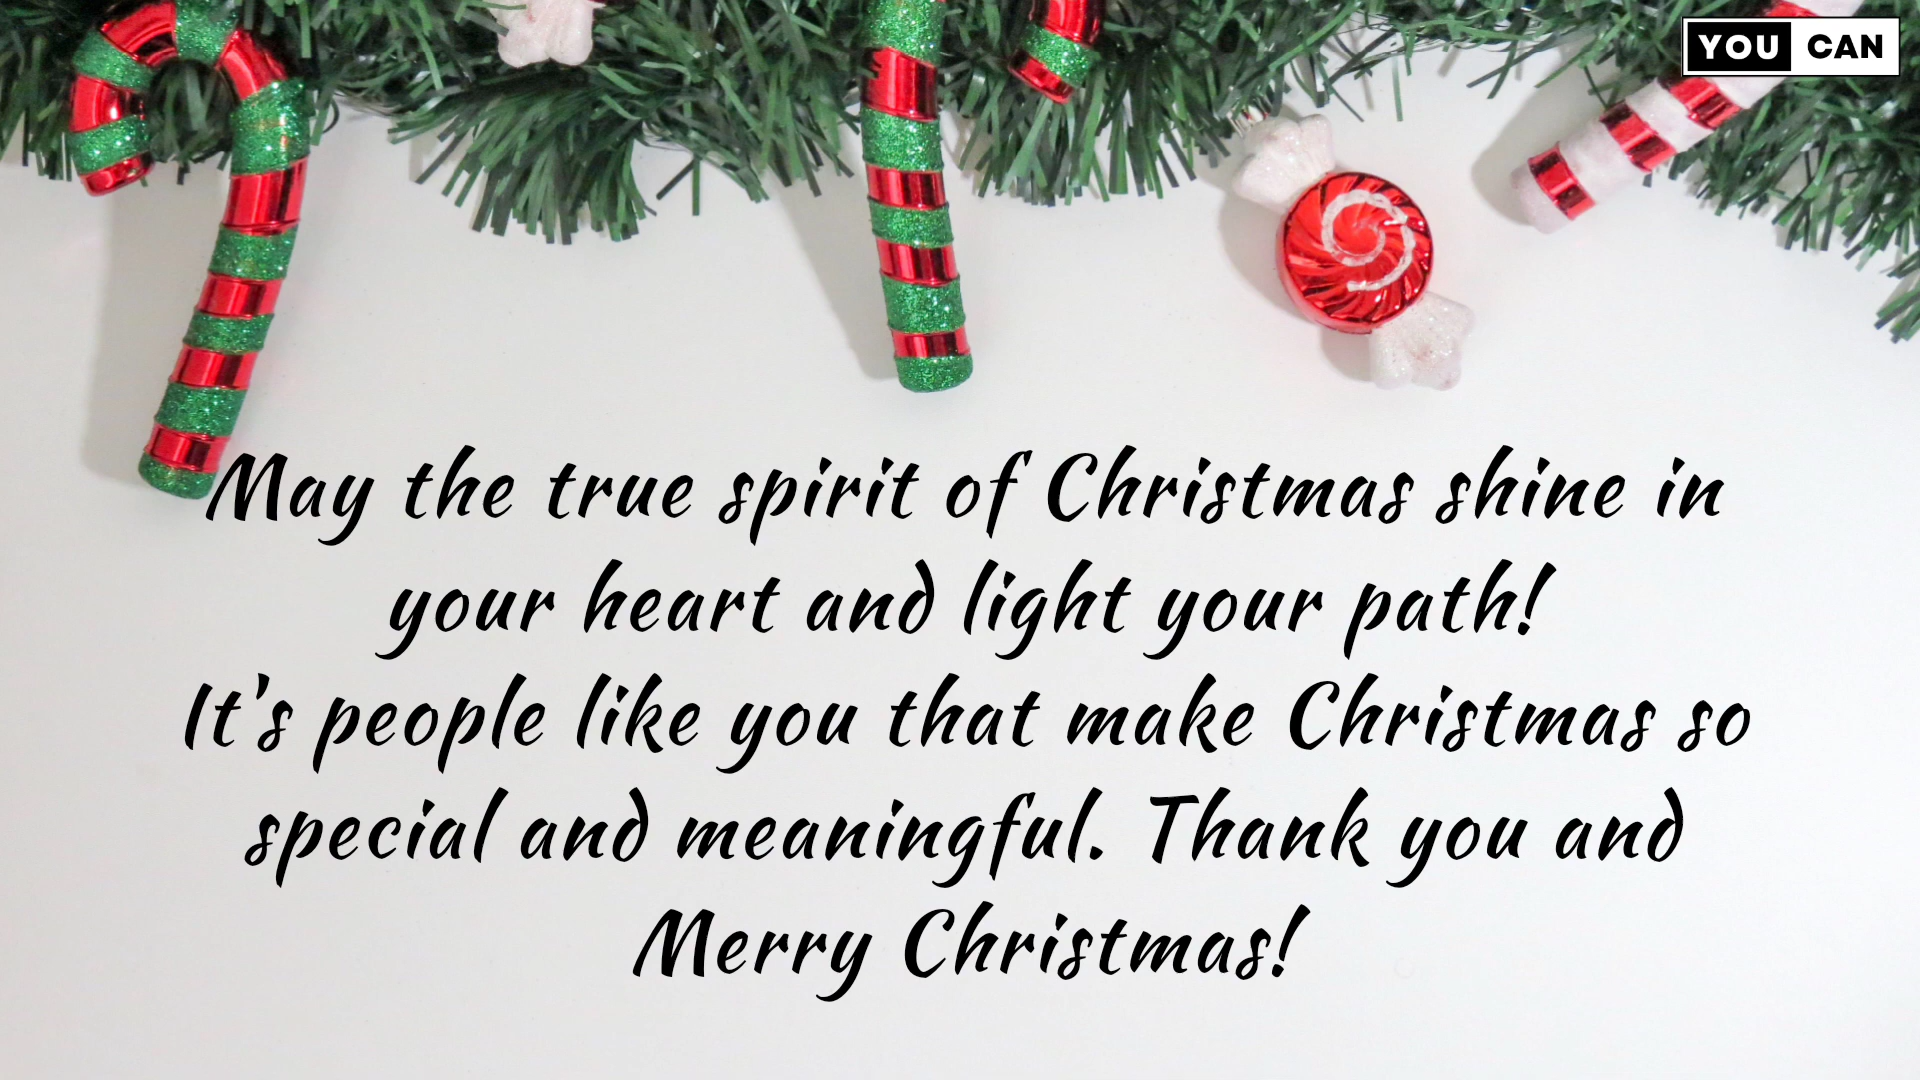 YOU CAN
May the true spirit of Christmas shine in
your heart and light your path!
It's people like you that make Christmas so
special and meaningful. Thank you and
Merry Christmas!